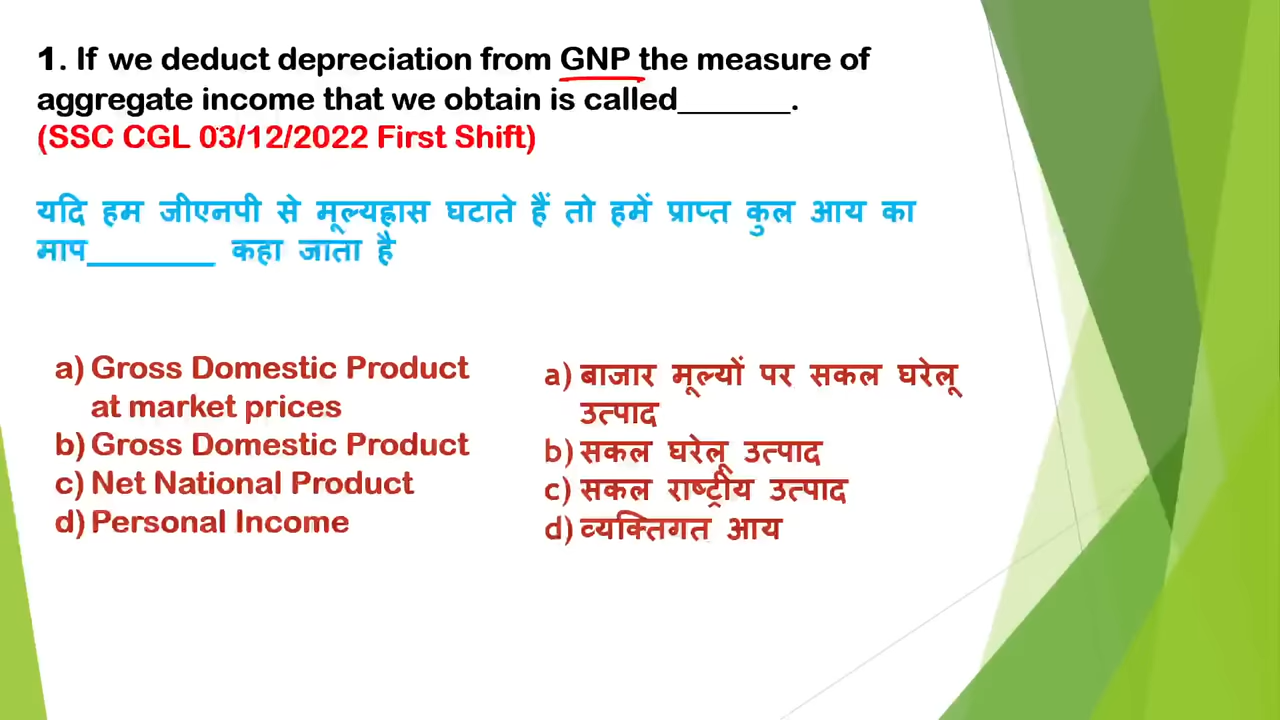 1. If we deduct depreciation from GNP the measure of
aggregate income that we obtain is called_______.
(SSC CGL 03/12/2022 First Shift)
यदि हम जीएनपी से मूल्यह्रास घटाते हैं तो हमें प्राप्त कुल आय का
माप_________ कहा जाता है
a) Gross Domestic Product
at market prices
b) Gross Domestic Product
c) Net National Product
d) Personal Income
a) बाजार मूल्यों पर सकल घरेलू
उत्पाद
b) सकल घरेलू उत्पाद
c) सकल राष्ट्रीय उत्पाद
d) व्यक्तिगत आय